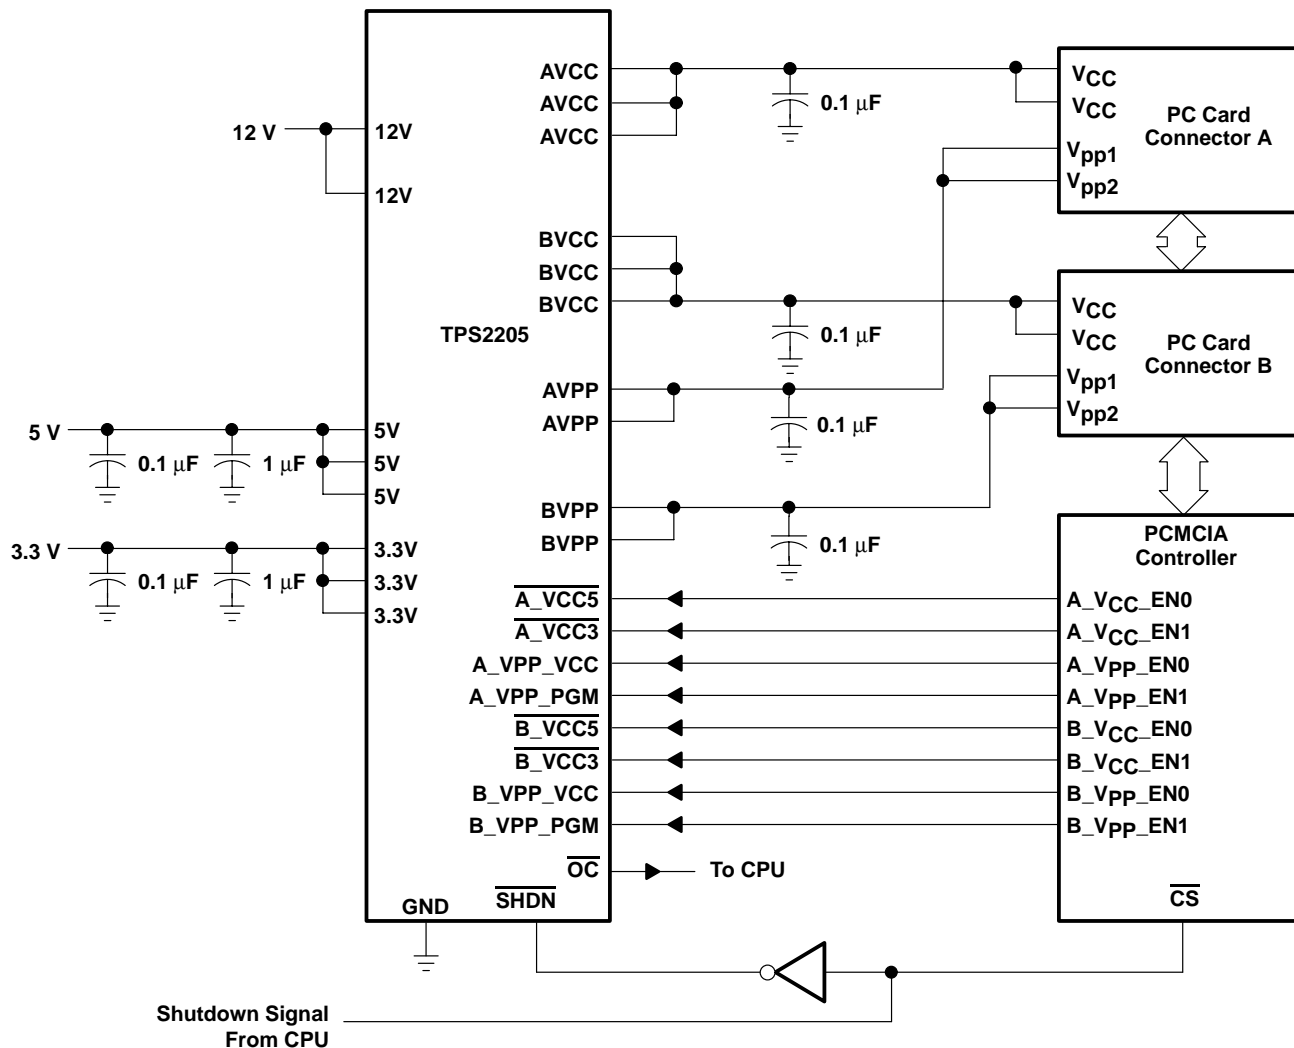 AVCC
AVCC
AVCC
0.1 µF
VCC
VCC
PC Card
Connector A
Vpp1
Vpp2
12 V
12V
12V
BVCC
BVCC
BVCC
0.1 µF
VCC
VCC
PC Card
Connector B
Vpp1
Vpp2
TPS2205
AVPP
AVPP
0.1 µF
5 V
0.1 µF
1 µF
5V
5V
5V
BVPP
BVPP
0.1 µF
3.3 V
0.1 µF
1 µF
3.3V
3.3V
3.3V
PCMCIA
Controller
A_VCC5
A_VCC_EN0
A_VCC3
A_VCC_EN1
A_VPP_VCC
A_VPP_EN0
A_VPP_PGM
A_VPP_EN1
B_VCC5
B_VCC_EN0
B_VCC3
B_VCC_EN1
B_VPP_VCC
B_VPP_EN0
B_VPP_PGM
B_VPP_EN1
OC
To CPU
GND
SHDN
CS
Shutdown Signal
From CPU